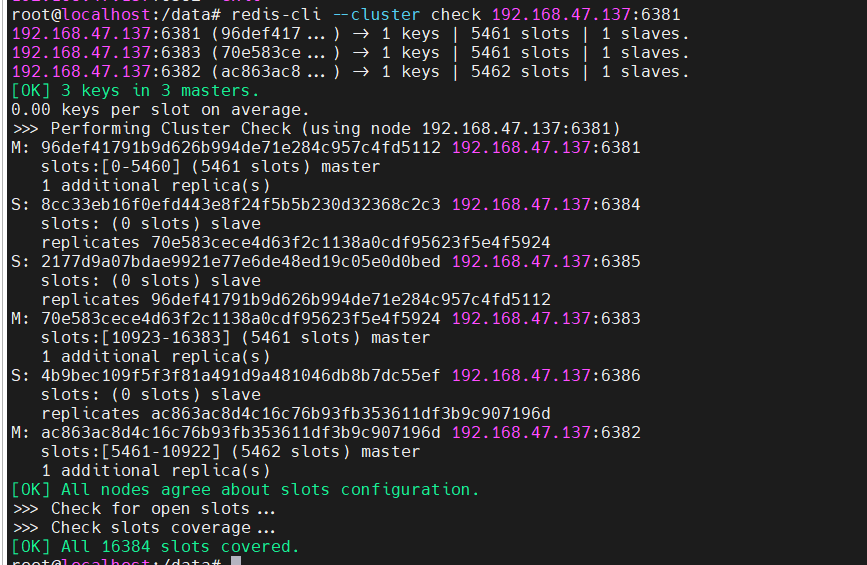 root@localhost:/data# redis-cli --cluster check 192.168.47.137:6381
192.168.47.137:6381 (96def417...) -> 1 keys | 5461 slots | 1 slaves.
192.168.47.137:6383 (70e583ce...) -> 1 keys | 5461 slots | 1 slaves.
192.168.47.137:6382 (ac863ac8...) -> 1 keys | 5462 slots | 1 slaves.
[OK] 3 keys in 3 masters.
0.00 keys per slot on average.
>>> Performing Cluster Check (using node 192.168.47.137:6381)
M: 96def41791b9d626b994de71e284c957c4fd5112 192.168.47.137:6381
   slots:[0-5460] (5461 slots) master
   1 additional replica(s)
S: 8cc33eb16f0efd443e8f24f5b5b230d32368c2c3 192.168.47.137:6384
   slots: (0 slots) slave
   replicates 70e583cece4d63f2c1138a0cdf95623f5e4f5924
S: 2177d9a07bdae9921e77e6de48ed19c05e0d0bed 192.168.47.137:6385
   slots: (0 slots) slave
   replicates 96def41791b9d626b994de71e284c957c4fd5112
M: 70e583cece4d63f2c1138a0cdf95623f5e4f5924 192.168.47.137:6383
   slots:[10923-16383] (5461 slots) master
   1 additional replica(s)
S: 4b9bec109f5f3f81a491d9a481046db8b7dc55ef 192.168.47.137:6386
   slots: (0 slots) slave
   replicates ac863ac8d4c16c76b93fb353611df3b9c907196d
M: ac863ac8d4c16c76b93fb353611df3b9c907196d 192.168.47.137:6382
   slots:[5461-10922] (5462 slots) master
   1 additional replica(s)
[OK] All nodes agree about slots configuration.
>>> Check for open slots...
>>> Check slots coverage...
[OK] All 16384 slots covered.
root@localhost:/data#